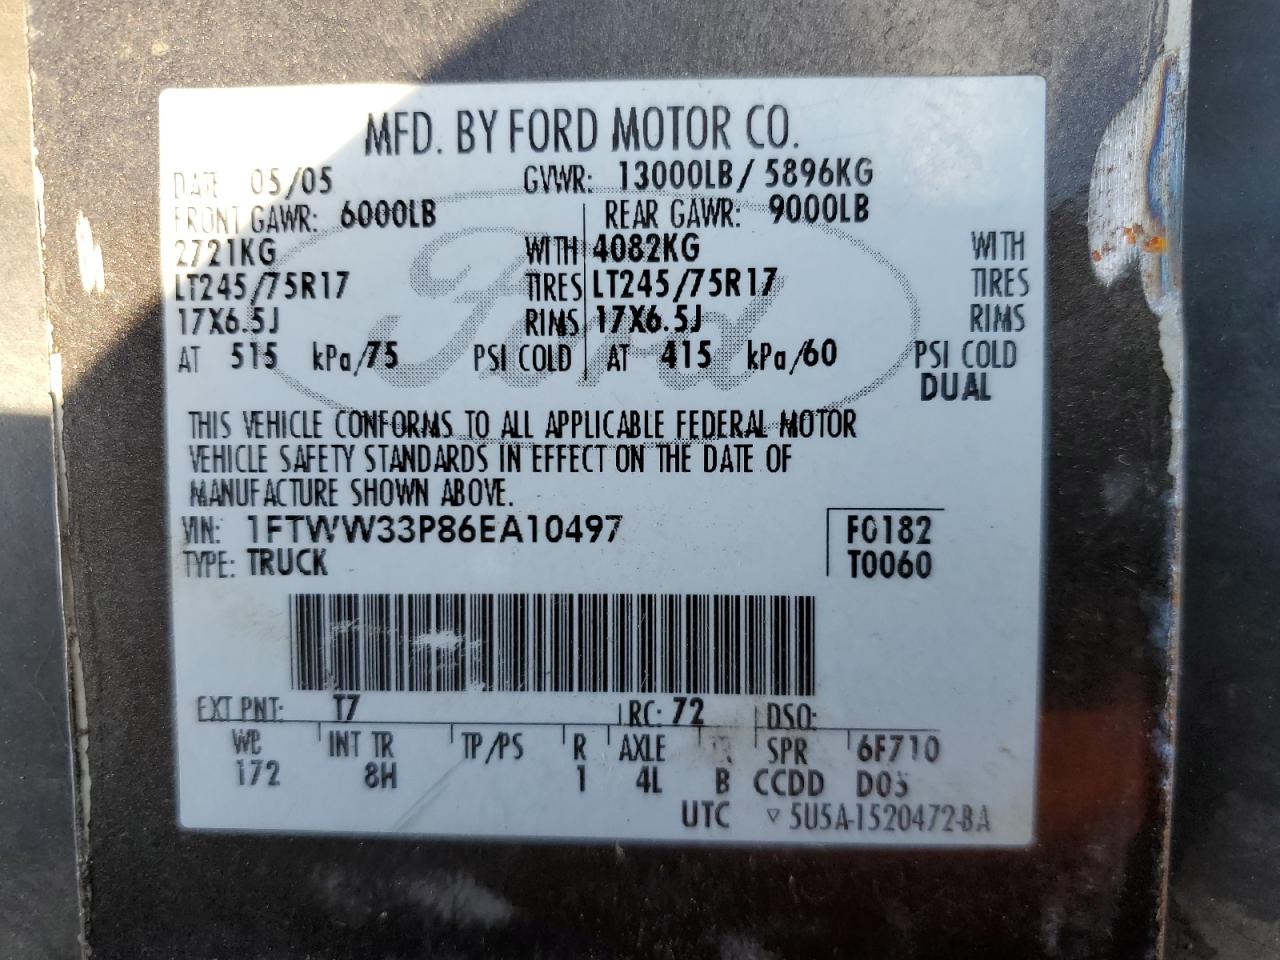 MFD. BY FORD MOTOR CO.
DATE 05/05 GVWR: 13000LB/ 5896KG
FRONT GAWR: 6000LB REAR GAWR: 9000LB
2721KG WITH 4082KG WITH
LT245/75R17 TIRES LT245/75R17 TIRES
17X6.5J RIMS 17X6.5J RIMS
AT 515 kPa/75 PSI COLD AT 415 kPa/60 PSI COLD
DUAL
Ford
THIS VEHICLE CONFORMS TO ALL APPLICABLE FEDERAL MOTOR
VEHICLE SAFETY STANDARDS IN EFFECT ON THE DATE OF
MANUFACTURE SHOWN ABOVE.
VIN: 1FTWW33P86EA10497 F0182
TYPE: TRUCK T0060
EXT PNT: T7 RC: 72 DSO:
WB INT TR TP/PS R AXLE TR SPR 6F710
172 8H 1 4L B CCDD D05
UTC ▽ 5U5A-1520472-BA